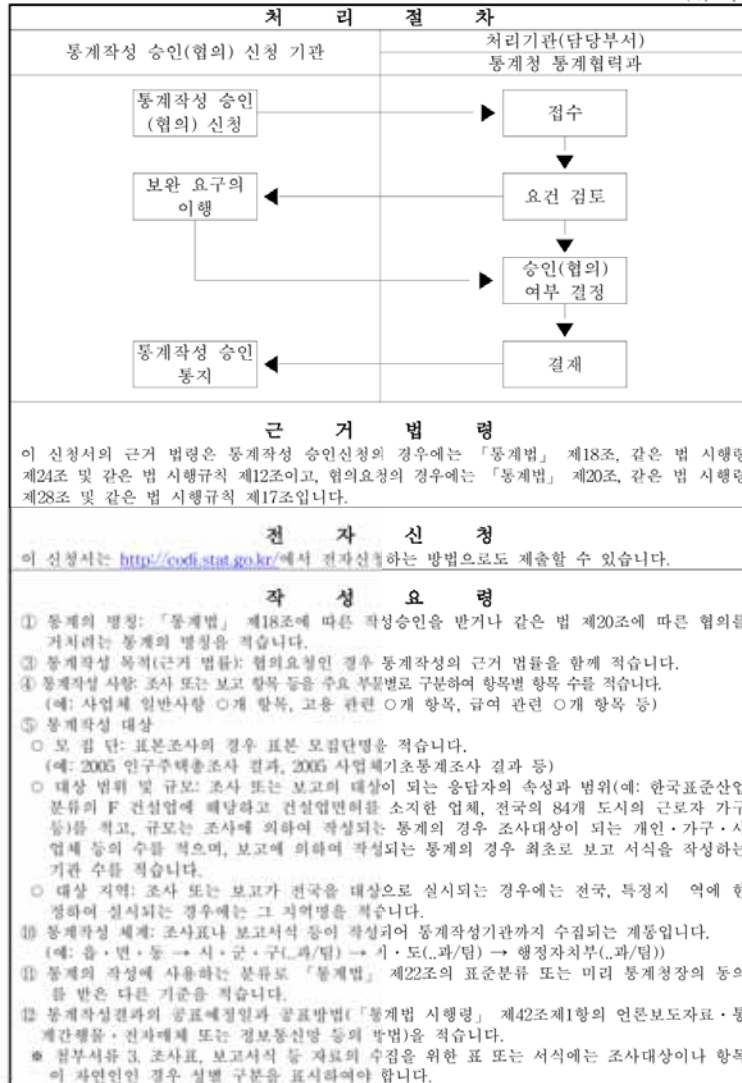 처 리 절 차
통계작성 승인(협의) 신청 기관
처리기관(담당부서)
통계청 통계협력과
통계작성 승인
(협의) 신청
접수
보완 요구의
이행
요건 검토
승인(협의)
여부 결정
통계작성 승인
통지
결재
근 거 법 령
이 신청서의 근거 법령은 통계작성 승인신청의 경우에는 「통계법」 제18조, 같은 법 시행령
제24조 및 같은 법 시행규칙 제12조이고, 협의요청의 경우에는 「통계법」 제20조, 같은 법 시행령
제28조 및 같은 법 시행규칙 제17조입니다.
전 자 신 청
이 신청서는 http://codi.stat.go.kr/에서 전자신청하는 방법으로도 제출할 수 있습니다.
작 성 요 령
① 통계의 명칭: 「통계법」 제18조에 따른 작성승인을 받거나 같은 법 제20조에 따른 협의를
거치려는 통계의 명칭을 적습니다.
③ 통계작성 목적(근거 법률): 협의요청인 경우 통계작성의 근거 법률을 함께 적습니다.
④ 통계작성 사항: 조사 또는 보고 항목 등을 주요 부문별로 구분하여 항목별 항목 수를 적습니다.
(예: 사업체 일반사항 ○개 항목, 고용 관련 ○개 항목, 급여 관련 ○개 항목 등)
⑤ 통계작성 대상
○ 모 집 단: 표본조사의 경우 표본 모집단명을 적습니다.
(예: 2005 인구주택총조사 결과, 2005 사업체기초통계조사 결과 등)
○ 대상 범위 및 규모: 조사 또는 보고의 대상이 되는 응답자의 속성과 범위(예: 한국표준산업
분류의 F 건설업에 해당하고 건설업면허를 소지한 업체, 전국의 84개 도시의 근로자 가구
등)를 적고, 규모는 조사에 의하여 작성되는 통계의 경우 조사대상이 되는 개인·가구·사
업체 등의 수를 적으며, 보고에 의하여 작성되는 통계의 경우 최초로 보고 서식을 작성하는
기관 수를 적습니다.
○ 대상 지역: 조사 또는 보고가 전국을 대상으로 실시되는 경우에는 전국, 특정지 역에 한
정하여 실시되는 경우에는 그 지역명을 적습니다.
⑩ 통계작성 체계: 조사표나 보고서식 등이 작성되어 통계작성기관까지 수집되는 계통입니다.
(예: 읍·면·동 → 시·군·구(..과/팀) → 시·도(..과/팀) → 행정자치부(..과/팀))
⑪ 통계의 작성에 사용하는 분류로 「통계법」 제22조의 표준분류 또는 미리 통계청장의 동의
를 받은 다른 기준을 적습니다.
⑫ 통계작성결과의 공표예정일과 공표방법(「통계법 시행령」 제42조제1항의 언론보도자료·통
계간행물·전자매체 또는 정보통신망 등의 방법)을 적습니다.
※ 첨부서류 3. 조사표, 보고서식 등 자료의 수집을 위한 표 또는 서식에는 조사대상이나 항목
이 자연인인 경우 성별 구분을 표시하여야 합니다.